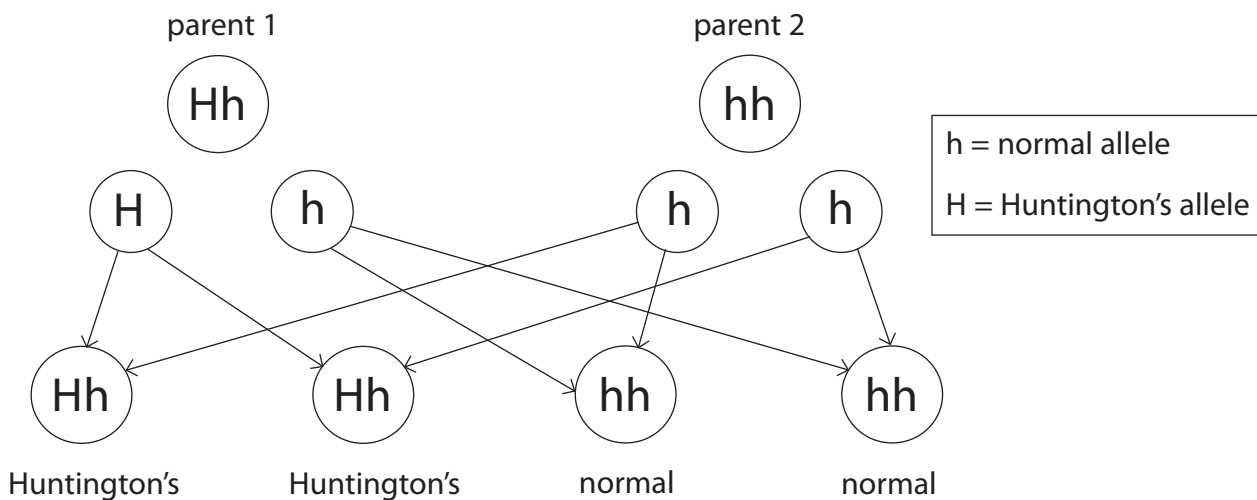 parent 1
parent 2
Hh
hh
h = normal allele
H = Huntington’s allele
H
h
h
h
Hh
Hh
hh
hh
Huntington’s
Huntington’s
normal
normal